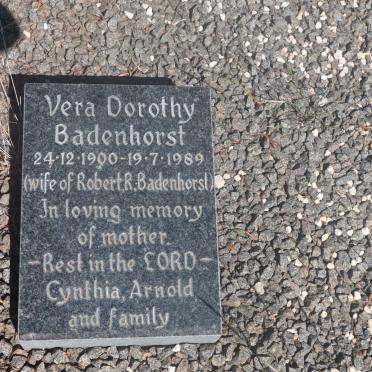 Vera Dorothy
Badenhorst
24·12·1900-19·7·1989
(wife of Robert.R.Badenhorst)
In loving memory
of mother.
-Rest in the LORD-
Cynthia, Arnold
and family